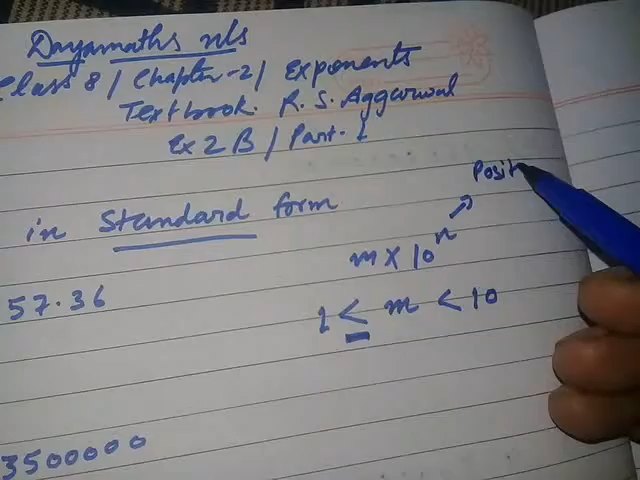 Dayamaths nls
Class 8 / Chapter-2 / Exponents
Textbook. R. S. Aggarwal
Ex 2 B / Part. 1
Posit
in Standard form
m X 10ⁿ
57.36
1 ≤ m < 10
3500000